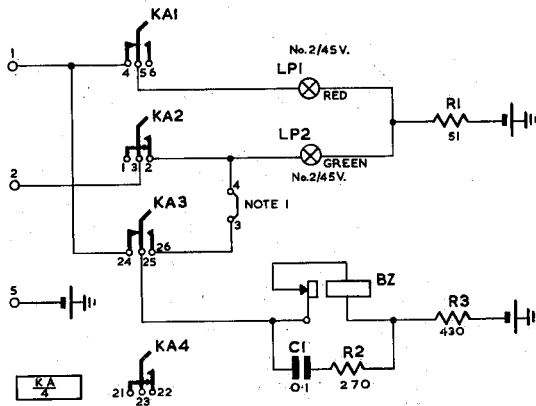 KA1
1
4 5 6
No. 2/45V.
LP1
RED
R1
51
KA2
1 3 2
LP2
GREEN
No. 2/45V.
2
4
NOTE 1
3
KA3
24 25 26
5
BZ
R3
430
C1
0·1
R2
270
KA4
21 22
23
KA
4